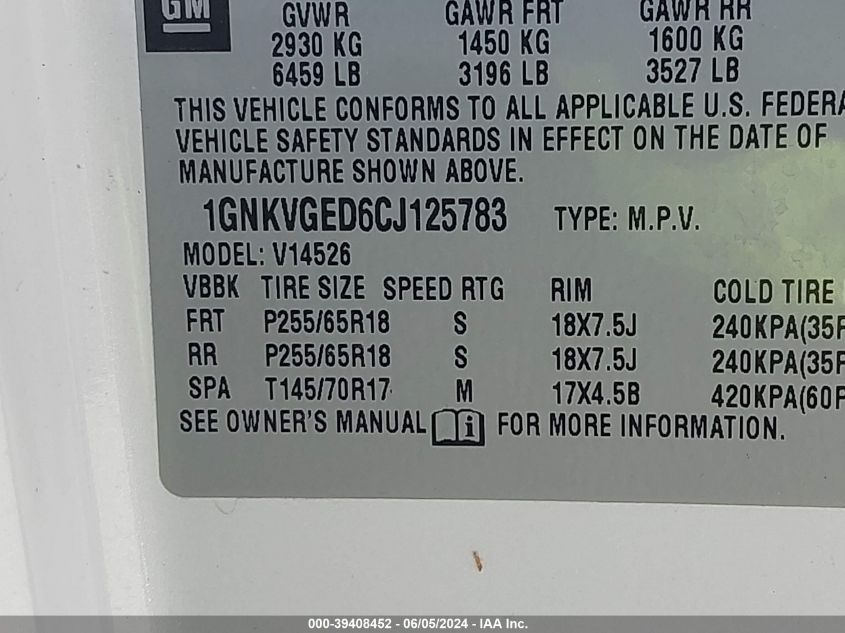 GM
GVWR GAWR FRT GAWR RR
2930 KG 1450 KG 1600 KG
6459 LB 3196 LB 3527 LB
THIS VEHICLE CONFORMS TO ALL APPLICABLE U.S. FEDERA
VEHICLE SAFETY STANDARDS IN EFFECT ON THE DATE OF
MANUFACTURE SHOWN ABOVE.
1GNKVGED6CJ125783 TYPE: M.P.V.
MODEL: V14526
VBBK TIRE SIZE SPEED RTG RIM COLD TIRE
FRT P255/65R18 S 18X7.5J 240KPA(35P
RR P255/65R18 S 18X7.5J 240KPA(35P
SPA T145/70R17 M 17X4.5B 420KPA(60P
SEE OWNER'S MANUAL i FOR MORE INFORMATION.
000-39408452 - 06/05/2024 - IAA Inc.